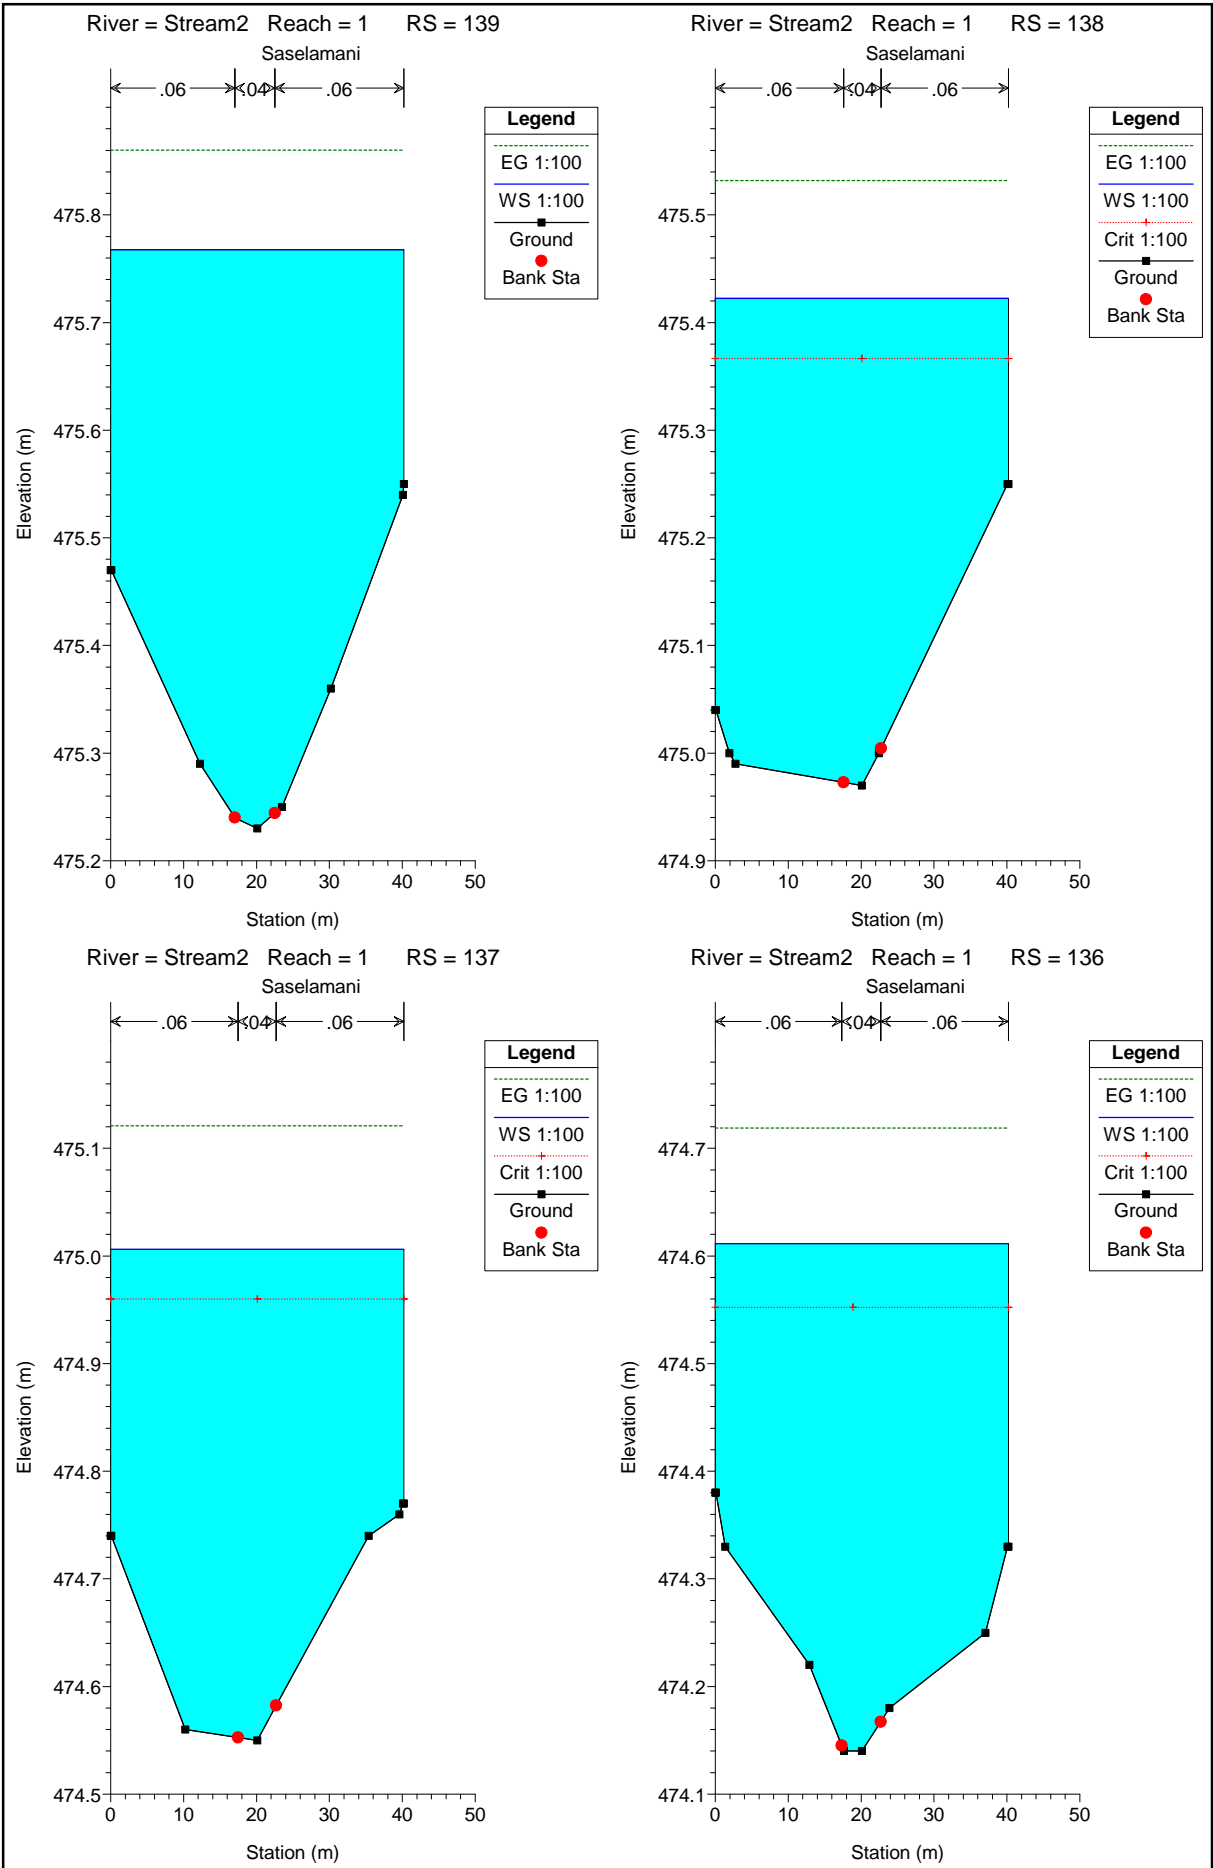 River = Stream2 Reach = 1 RS = 139
Saselamani
.06 .04 .06
Legend
EG 1:100
WS 1:100
Ground
Bank Sta
475.8
475.7
475.6
475.5
475.4
475.3
475.2
Elevation (m)
0 10 20 30 40 50
Station (m)
River = Stream2 Reach = 1 RS = 138
Saselamani
.06 .04 .06
Legend
EG 1:100
WS 1:100
Crit 1:100
Ground
Bank Sta
475.5
475.4
475.3
475.2
475.1
475.0
474.9
Elevation (m)
0 10 20 30 40 50
Station (m)
River = Stream2 Reach = 1 RS = 137
Saselamani
.06 .04 .06
Legend
EG 1:100
WS 1:100
Crit 1:100
Ground
Bank Sta
475.1
475.0
474.9
474.8
474.7
474.6
474.5
Elevation (m)
0 10 20 30 40 50
Station (m)
River = Stream2 Reach = 1 RS = 136
Saselamani
.06 .04 .06
Legend
EG 1:100
WS 1:100
Crit 1:100
Ground
Bank Sta
474.7
474.6
474.5
474.4
474.3
474.2
474.1
Elevation (m)
0 10 20 30 40 50
Station (m)